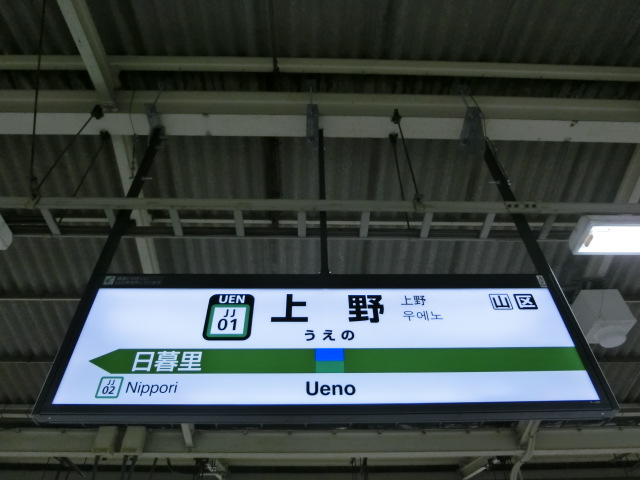 UEN
JJ
01
上野
上野
우에노
うえの
山 区
日暮里
JJ
02
Nippori
Ueno